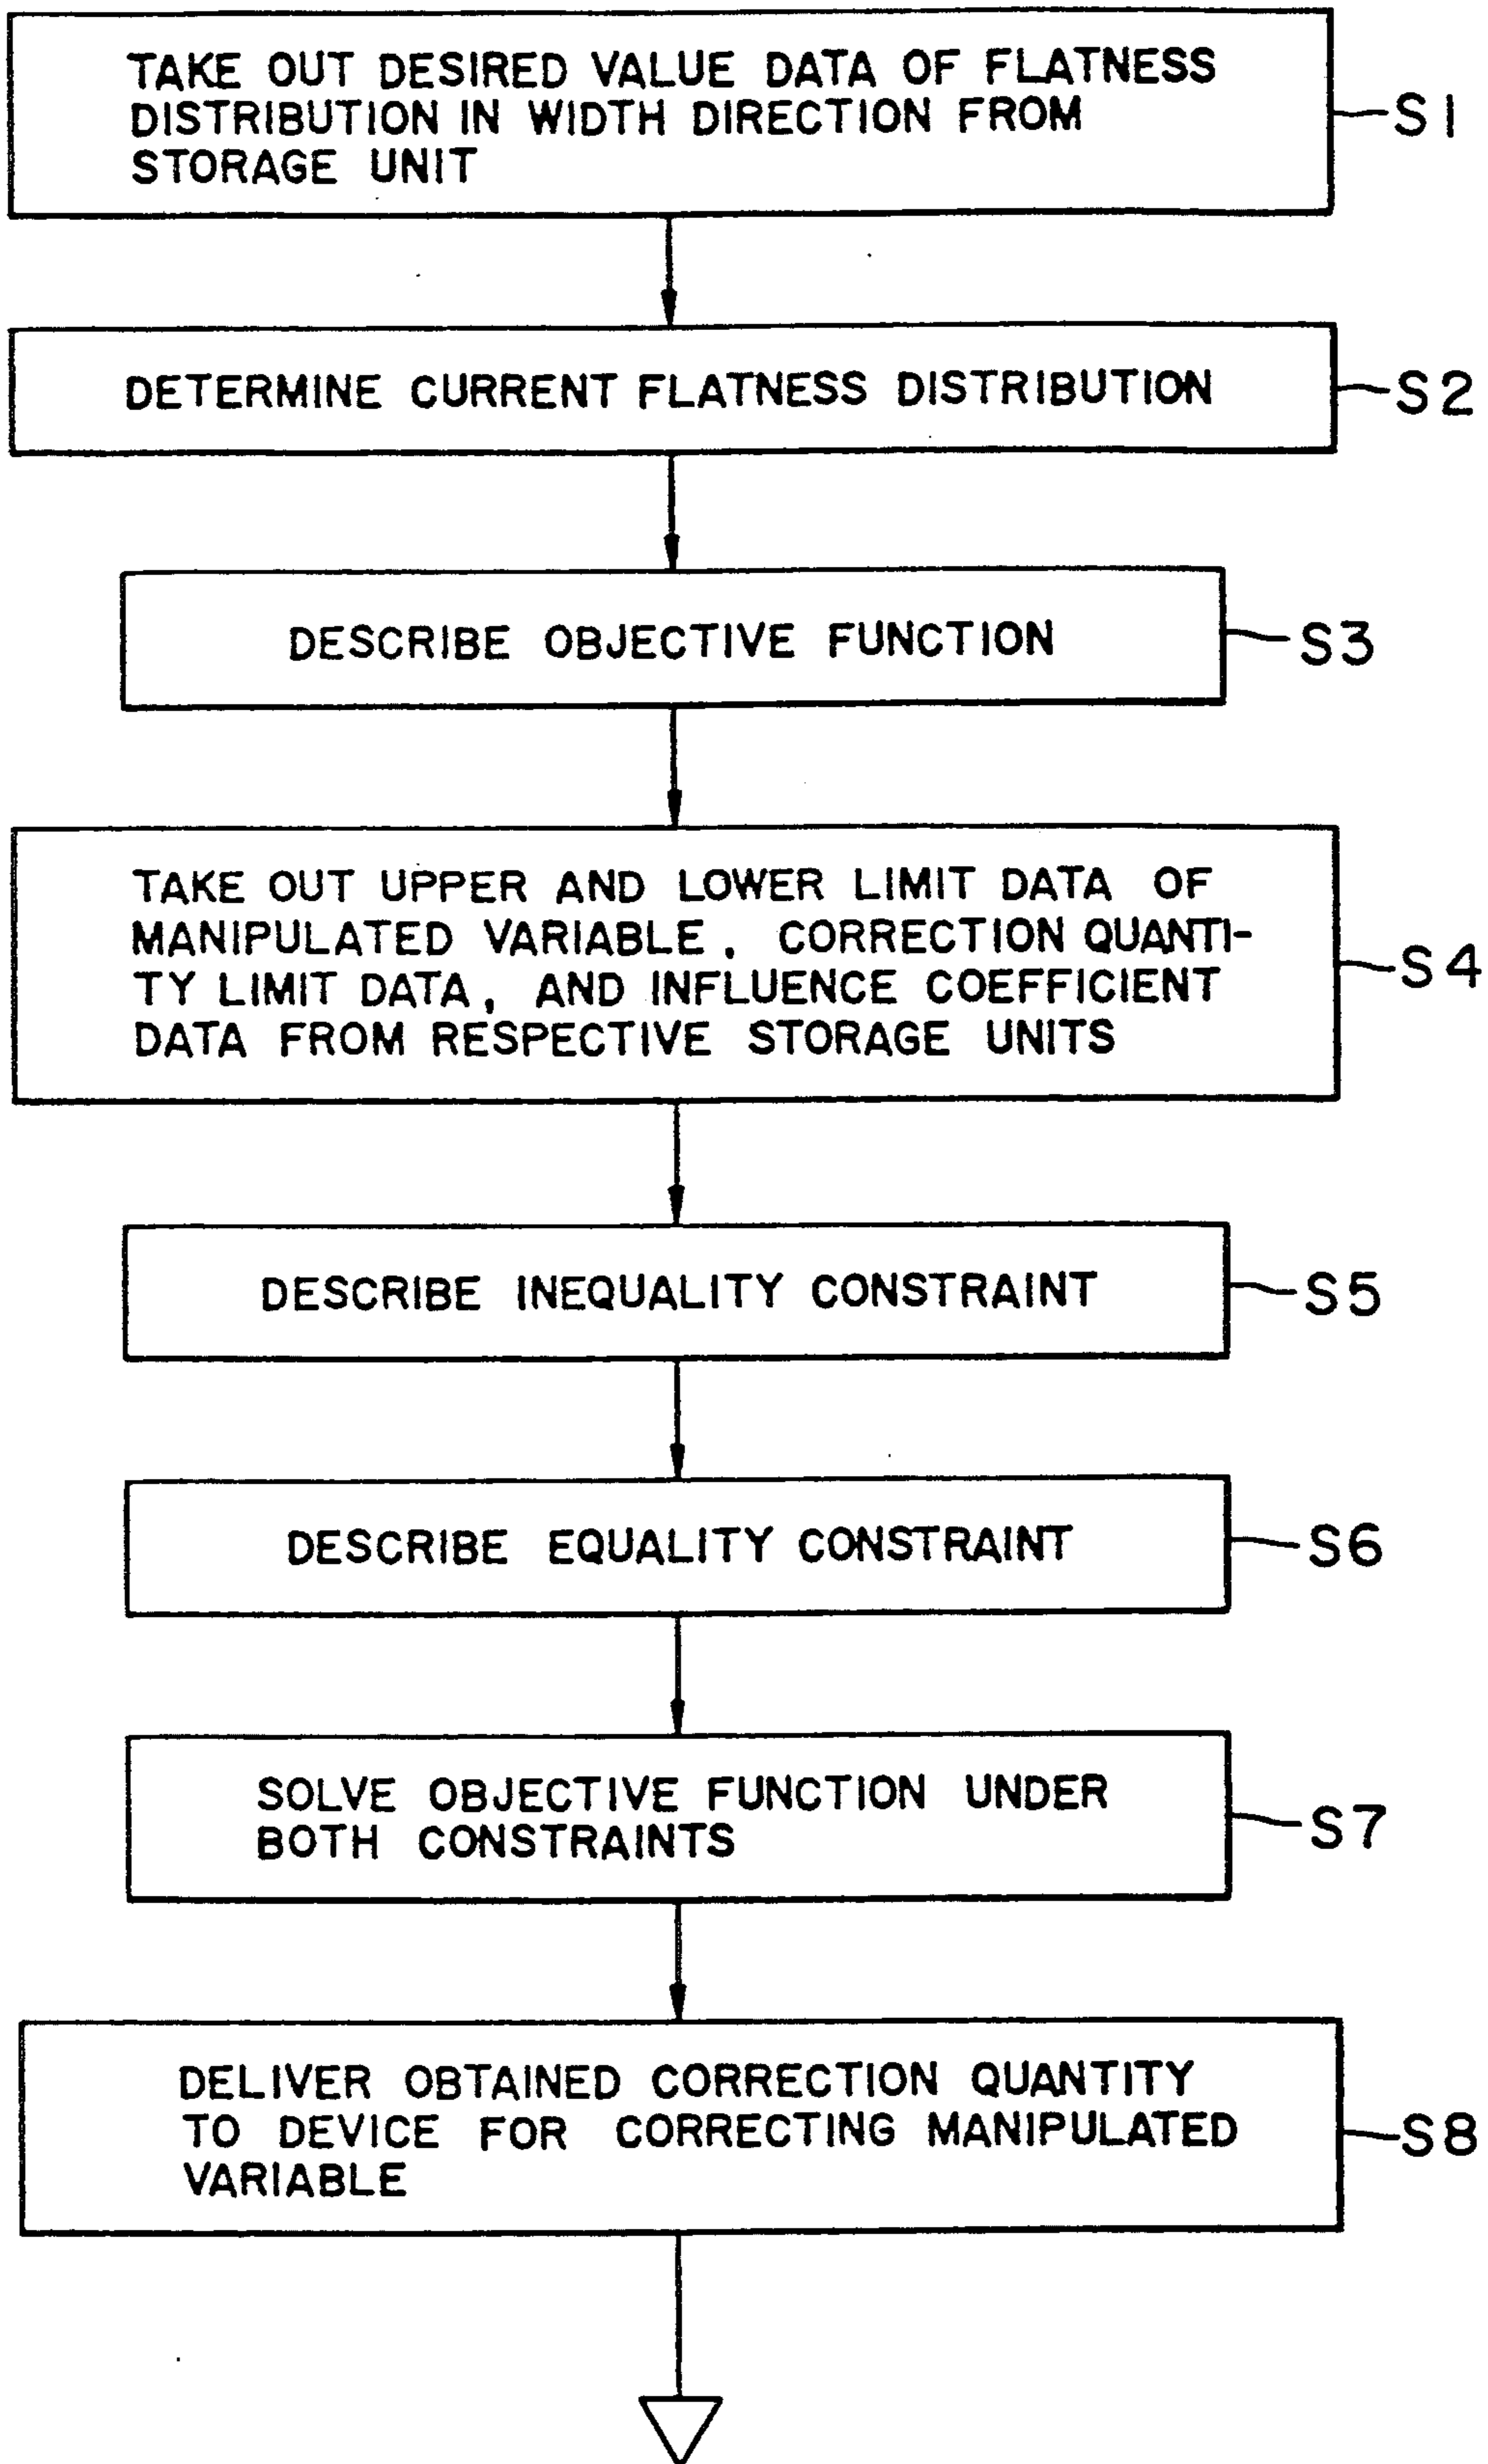 TAKE OUT DESIRED VALUE DATA OF FLATNESS
DISTRIBUTION IN WIDTH DIRECTION FROM
STORAGE UNIT
S1
DETERMINE CURRENT FLATNESS DISTRIBUTION
S2
DESCRIBE OBJECTIVE FUNCTION
S3
TAKE OUT UPPER AND LOWER LIMIT DATA OF
MANIPULATED VARIABLE, CORRECTION QUANTI-
TY LIMIT DATA, AND INFLUENCE COEFFICIENT
DATA FROM RESPECTIVE STORAGE UNITS
S4
DESCRIBE INEQUALITY CONSTRAINT
S5
DESCRIBE EQUALITY CONSTRAINT
S6
SOLVE OBJECTIVE FUNCTION UNDER
BOTH CONSTRAINTS
S7
DELIVER OBTAINED CORRECTION QUANTITY
TO DEVICE FOR CORRECTING MANIPULATED
VARIABLE
S8